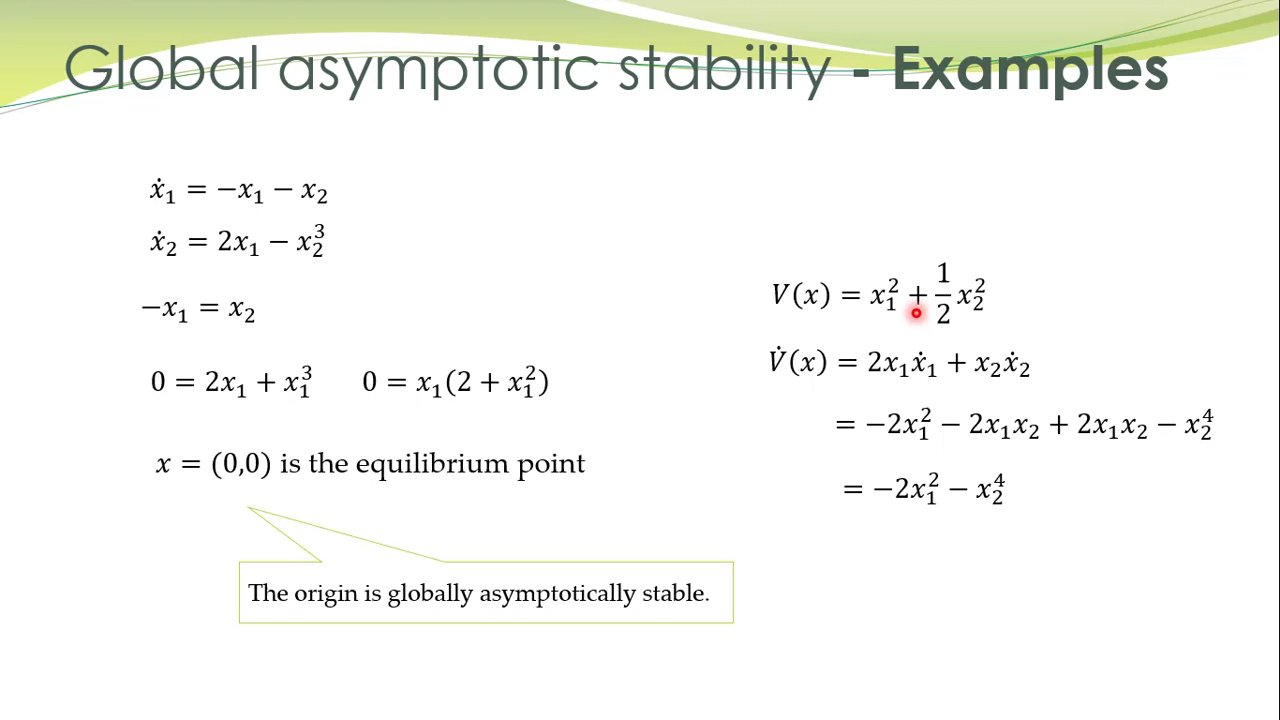 Global asymptotic stability - Examples
ẋ₁ = −x₁ − x₂
ẋ₂ = 2x₁ − x₂³
−x₁ = x₂
0 = 2x₁ + x₁³ 0 = x₁(2 + x₁²)
x = (0,0) is the equilibrium point
The origin is globally asymptotically stable.
V(x) = x₁² + 1/2 x₂²
V̇(x) = 2x₁ẋ₁ + x₂ẋ₂
= −2x₁² − 2x₁x₂ + 2x₁x₂ − x₂⁴
= −2x₁² − x₂⁴